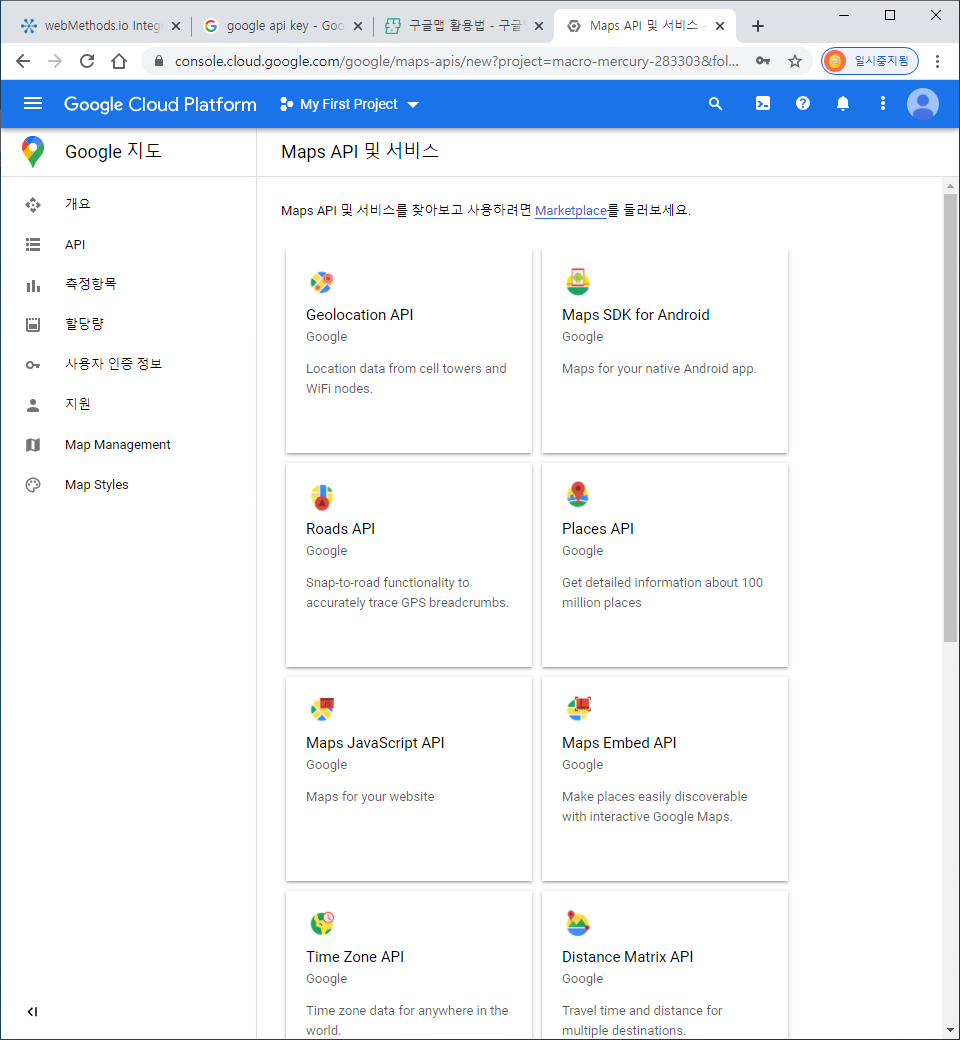 webMethods.io Integ
google api key - Goo
구글맵 활용법 - 구글
Maps API 및 서비스 -
console.cloud.google.com/google/maps-apis/new?project=macro-mercury-283303&fol...
일시중지됨
Google Cloud Platform
My First Project
Google 지도
Maps API 및 서비스
개요
API
측정항목
할당량
사용자 인증 정보
지원
Map Management
Map Styles
Maps API 및 서비스를 찾아보고 사용하려면 Marketplace를 둘러보세요.
Geolocation API
Google
Location data from cell towers and
WiFi nodes.
Maps SDK for Android
Google
Maps for your native Android app.
Roads API
Google
Snap-to-road functionality to
accurately trace GPS breadcrumbs.
Places API
Google
Get detailed information about 100
million places
Maps JavaScript API
Google
Maps for your website
Maps Embed API
Google
Make places easily discoverable
with interactive Google Maps.
Time Zone API
Google
Time zone data for anywhere in the
world.
Distance Matrix API
Google
Travel time and distance for
multiple destinations.